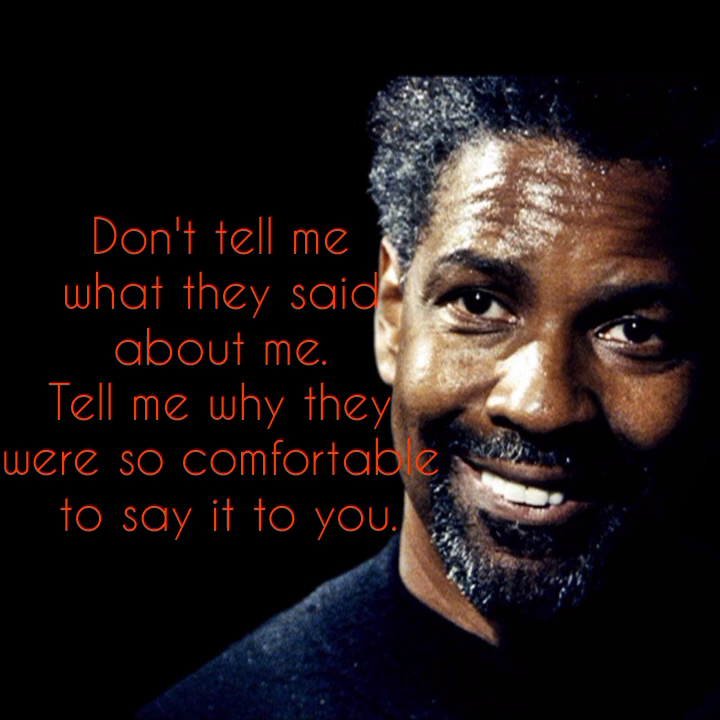 Don't tell me
what they said
about me.
Tell me why they
were so comfortable
to say it to you.